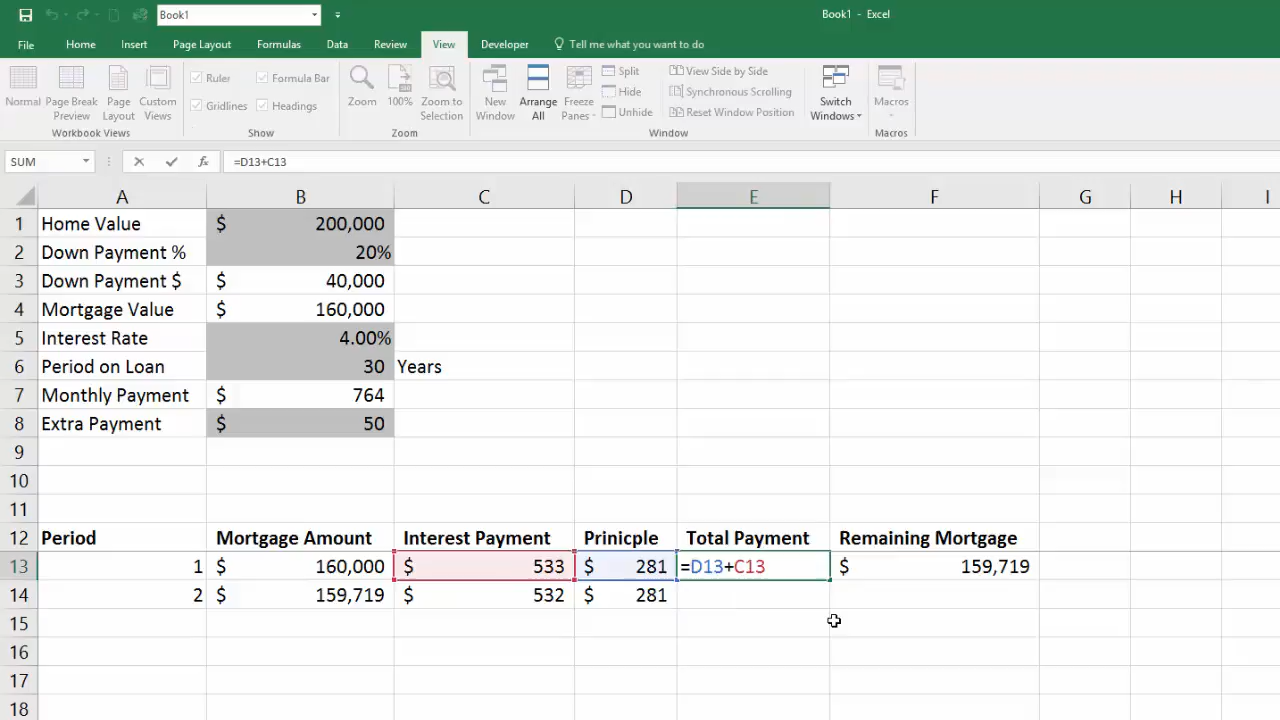 Book1
Book1 - Excel
File Home Insert Page Layout Formulas Data Review View Developer Tell me what you want to do
Normal Page Break Preview Page Layout Custom Views
Workbook Views
Ruler Formula Bar
Gridlines Headings
Show
Zoom 100% Zoom to Selection
Zoom
New Window Arrange All Freeze Panes
Split
Hide
Unhide
View Side by Side
Synchronous Scrolling
Reset Window Position
Window
Switch Windows
Macros
Macros
SUM fx =D13+C13
A B C D E F G H I
1 Home Value $ 200,000
2 Down Payment % 20%
3 Down Payment $ $ 40,000
4 Mortgage Value $ 160,000
5 Interest Rate 4.00%
6 Period on Loan 30 Years
7 Monthly Payment $ 764
8 Extra Payment $ 50
9
10
11
12 Period Mortgage Amount Interest Payment Prinicple Total Payment Remaining Mortgage
13 1 $ 160,000 $ 533 $ 281 =D13+C13 $ 159,719
14 2 $ 159,719 $ 532 $ 281
15
16
17
18